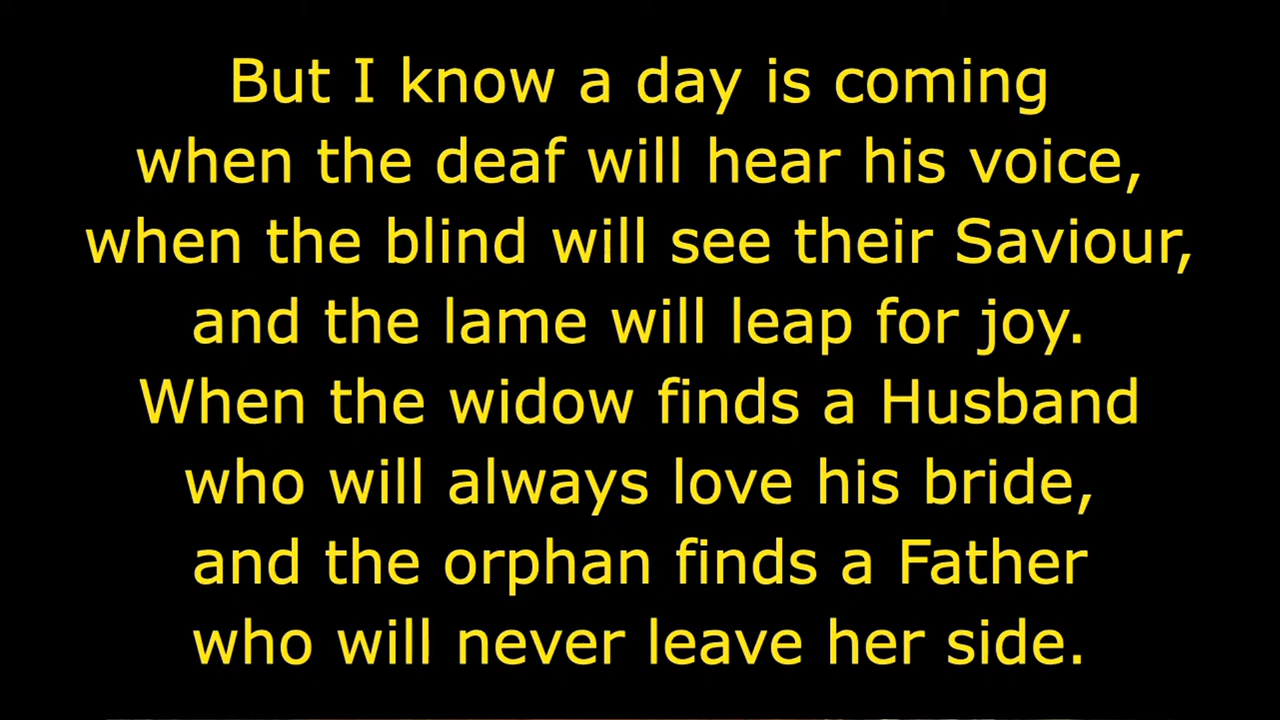 But I know a day is coming
when the deaf will hear his voice,
when the blind will see their Saviour,
and the lame will leap for joy.
When the widow finds a Husband
who will always love his bride,
and the orphan finds a Father
who will never leave her side.